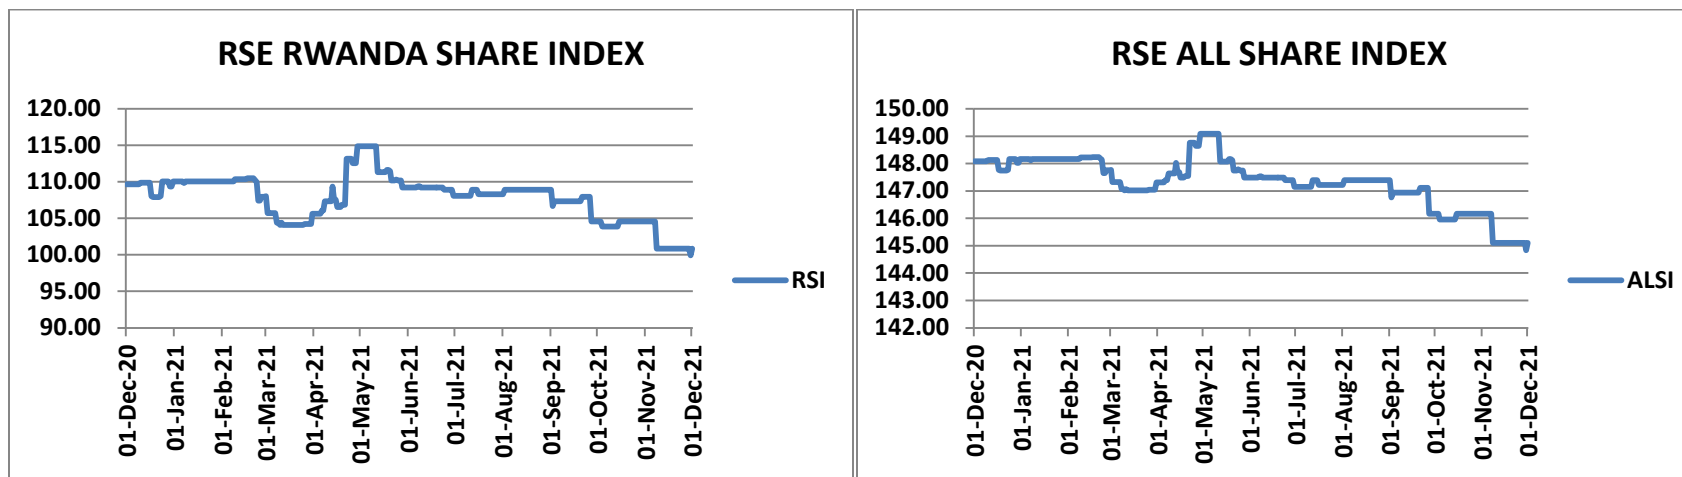 RSE RWANDA SHARE INDEX
120.00
115.00
110.00
105.00
100.00
95.00
90.00
RSI
01-Dec-20
01-Jan-21
01-Feb-21
01-Mar-21
01-Apr-21
01-May-21
01-Jun-21
01-Jul-21
01-Aug-21
01-Sep-21
01-Oct-21
01-Nov-21
01-Dec-21
RSE ALL SHARE INDEX
150.00
149.00
148.00
147.00
146.00
145.00
144.00
143.00
142.00
ALSI
01-Dec-20
01-Jan-21
01-Feb-21
01-Mar-21
01-Apr-21
01-May-21
01-Jun-21
01-Jul-21
01-Aug-21
01-Sep-21
01-Oct-21
01-Nov-21
01-Dec-21